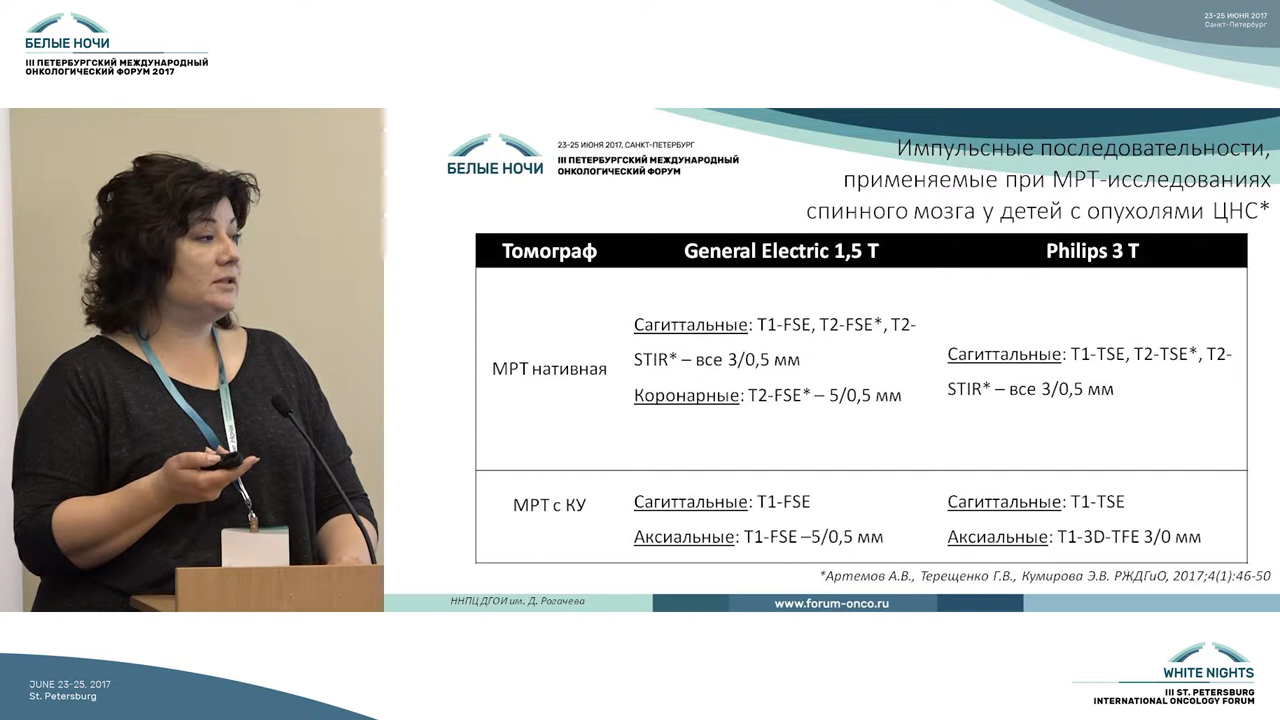 БЕЛЫЕ НОЧИ
III ПЕТЕРБУРГСКИЙ МЕЖДУНАРОДНЫЙ
ОНКОЛОГИЧЕСКИЙ ФОРУМ 2017
23-25 ИЮНЯ 2017
Санкт-Петербург
БЕЛЫЕ НОЧИ
23-25 ИЮНЯ 2017, САНКТ-ПЕТЕРБУРГ
III ПЕТЕРБУРГСКИЙ МЕЖДУНАРОДНЫЙ
ОНКОЛОГИЧЕСКИЙ ФОРУМ
Импульсные последовательности,
применяемые при МРТ-исследованиях
спинного мозга у детей с опухолями ЦНС*
Томограф General Electric 1,5 T Philips 3 T
МРТ нативная
Сагиттальные: T1-FSE, T2-FSE*, T2-
STIR* – все 3/0,5 мм
Коронарные: T2-FSE* – 5/0,5 мм
Сагиттальные: T1-TSE, T2-TSE*, T2-
STIR* – все 3/0,5 мм
МРТ с КУ
Сагиттальные: T1-FSE
Аксиальные: T1-FSE –5/0,5 мм
Сагиттальные: T1-TSE
Аксиальные: T1-3D-TFE 3/0 мм
*Артемов А.В., Терещенко Г.В., Кумирова Э.В. РЖДГиО, 2017;4(1):46-50
ННПЦ ДГОИ им. Д. Рогачева
www.forum-onco.ru
JUNE 23-25, 2017
St. Petersburg
WHITE NIGHTS
III ST. PETERSBURG
INTERNATIONAL ONCOLOGY FORUM